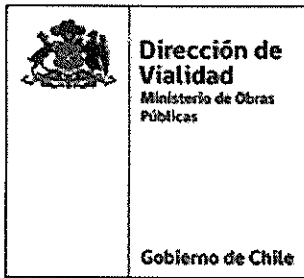 Dirección de
Vialidad
Ministerio de Obras
Públicas
Gobierno de Chile